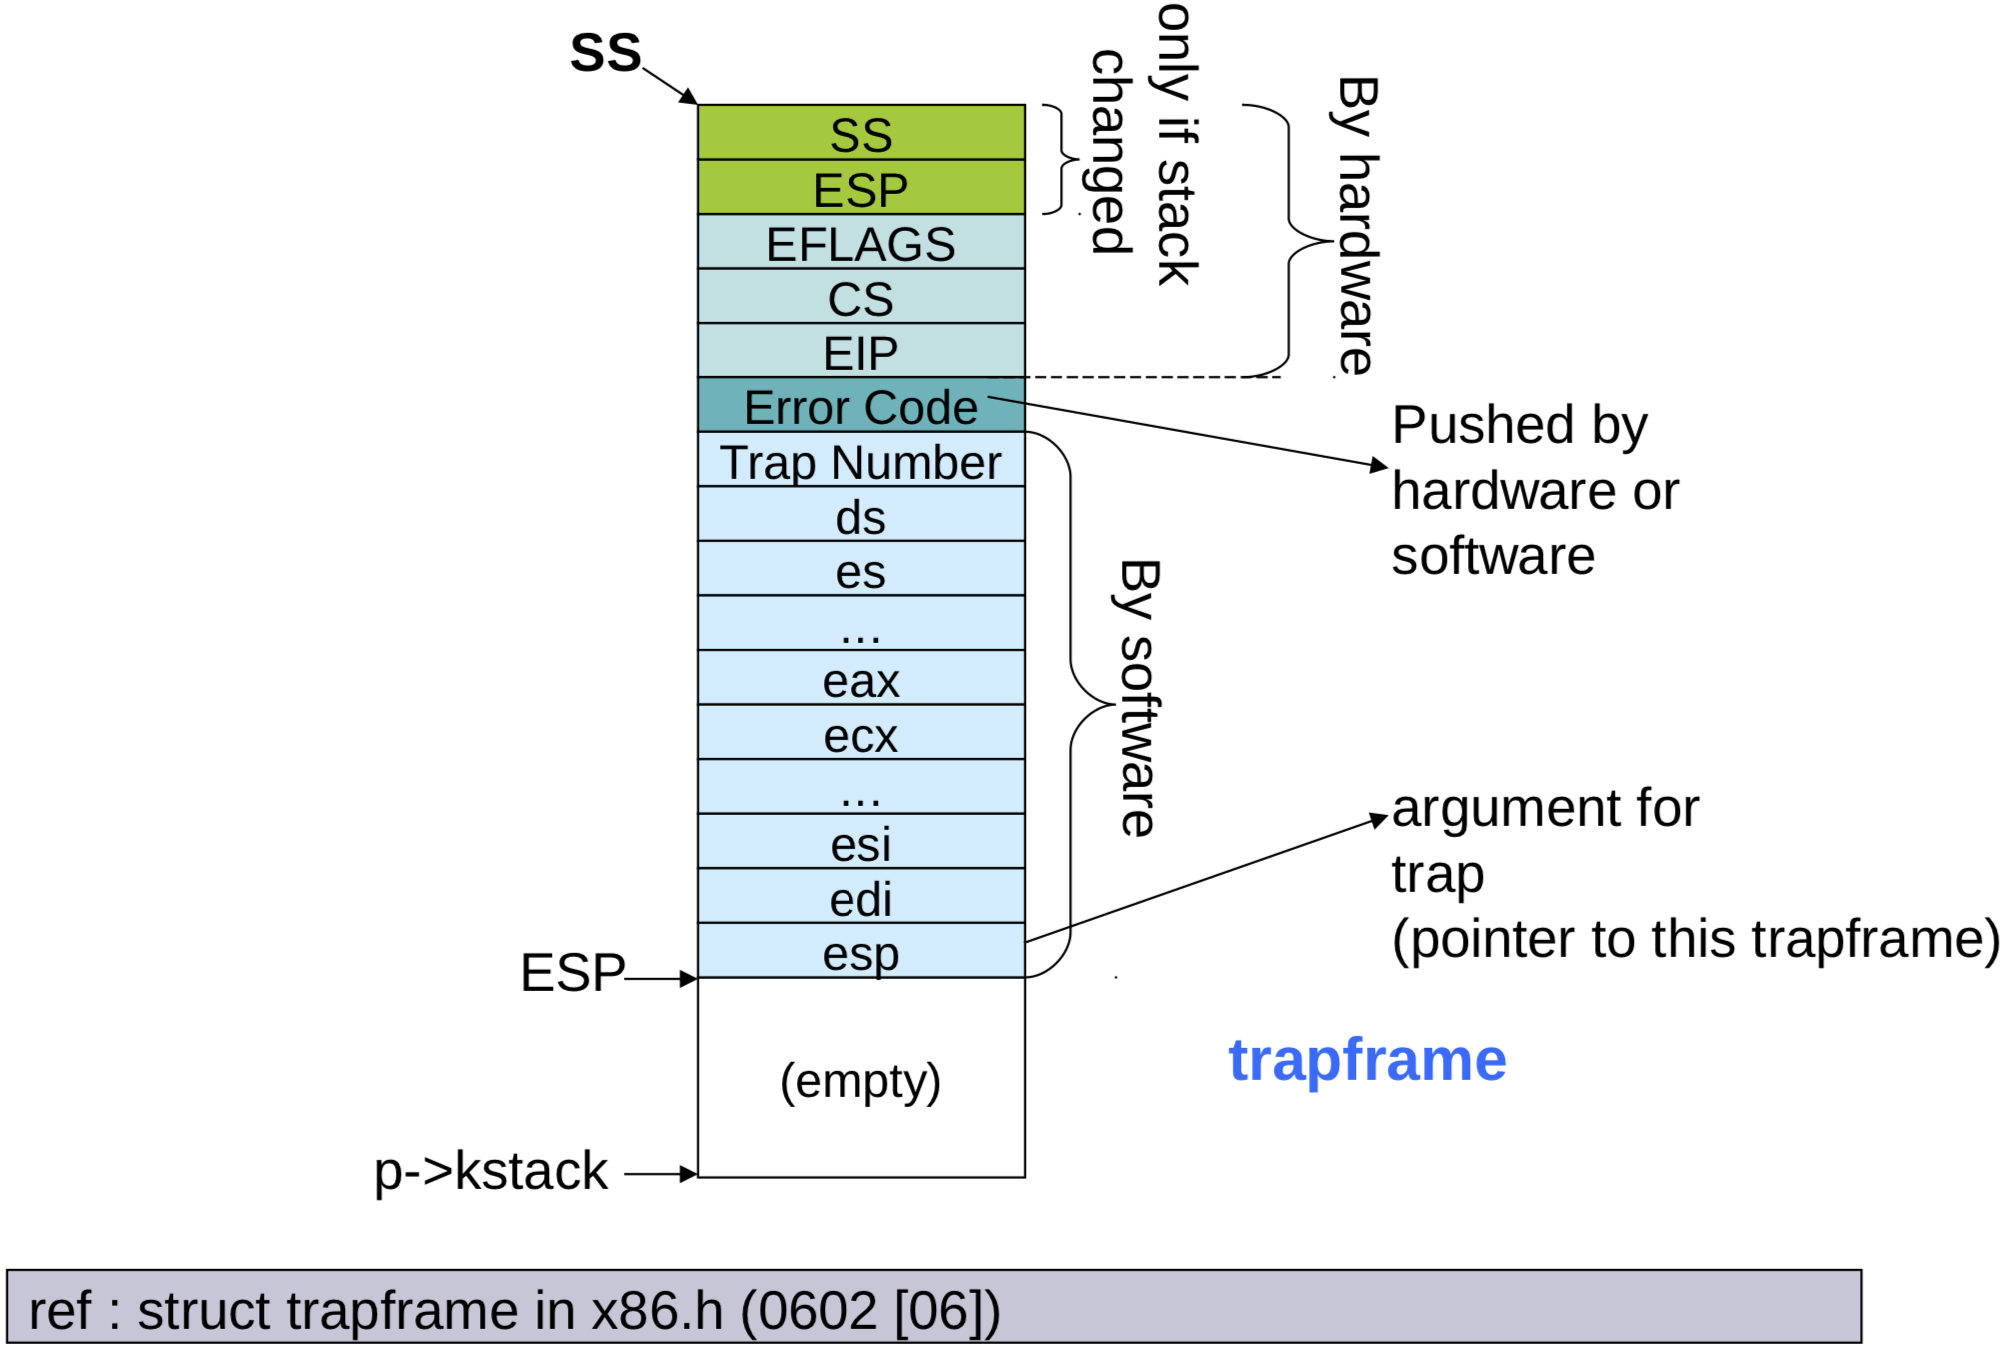 SS
SS
ESP
EFLAGS
CS
EIP
Error Code
Trap Number
ds
es
...
eax
ecx
...
esi
edi
esp
(empty)
only if stack
changed
By hardware
Pushed by
hardware or
software
By software
argument for
trap
(pointer to this trapframe)
ESP
trapframe
p->kstack
ref : struct trapframe in x86.h (0602 [06])